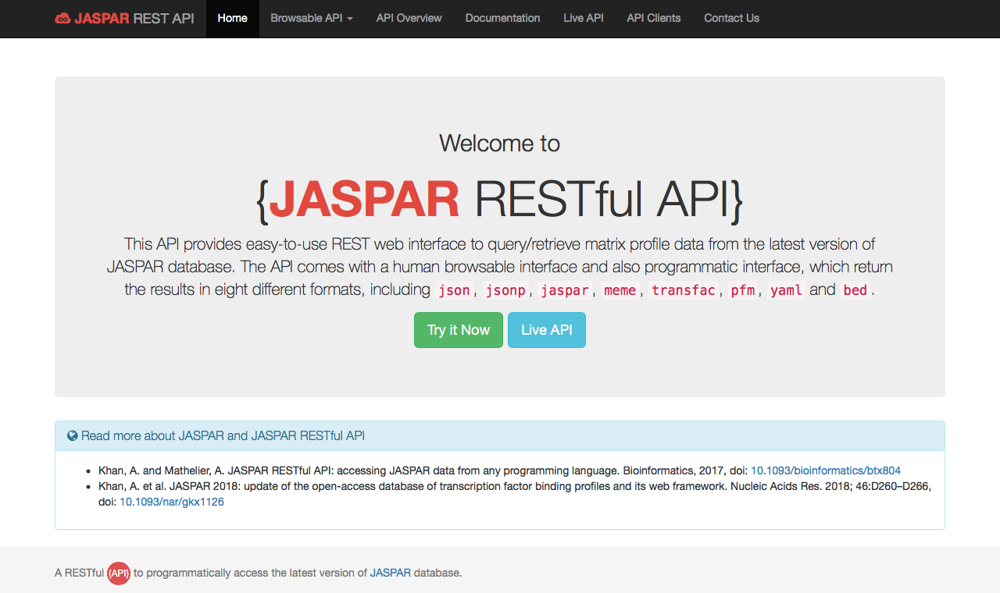 JASPAR REST API Home Browsable API API Overview Documentation Live API API Clients Contact Us
Welcome to
{JASPAR RESTful API}
This API provides easy-to-use REST web interface to query/retrieve matrix profile data from the latest version of
JASPAR database. The API comes with a human browsable interface and also programmatic interface, which return
the results in eight different formats, including json, jsonp, jaspar, meme, transfac, pfm, yaml and bed.
Try it Now Live API
Read more about JASPAR and JASPAR RESTful API
• Khan, A. and Mathelier, A. JASPAR RESTful API: accessing JASPAR data from any programming language. Bioinformatics, 2017, doi: 10.1093/bioinformatics/btx804
• Khan, A. et al. JASPAR 2018: update of the open-access database of transcription factor binding profiles and its web framework. Nucleic Acids Res. 2018; 46:D260–D266,
doi: 10.1093/nar/gkx1126
A RESTful {API} to programmatically access the latest version of JASPAR database.